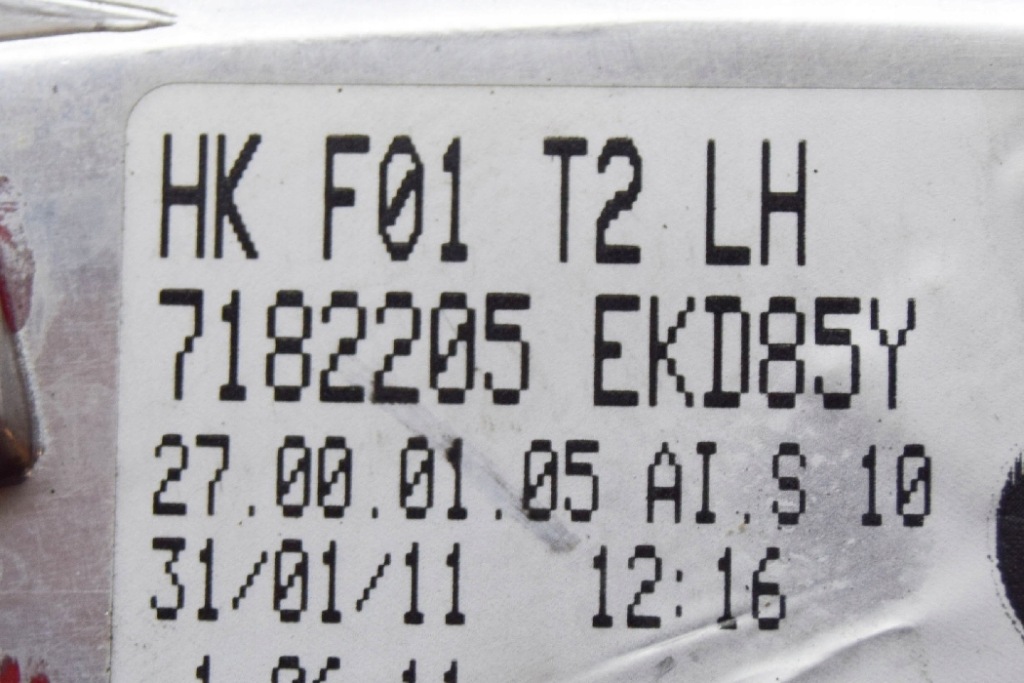 HK F01 T2 LH
7182205 EKD85Y
27.00.01.05 AI.S 10
31/01/11 12:16